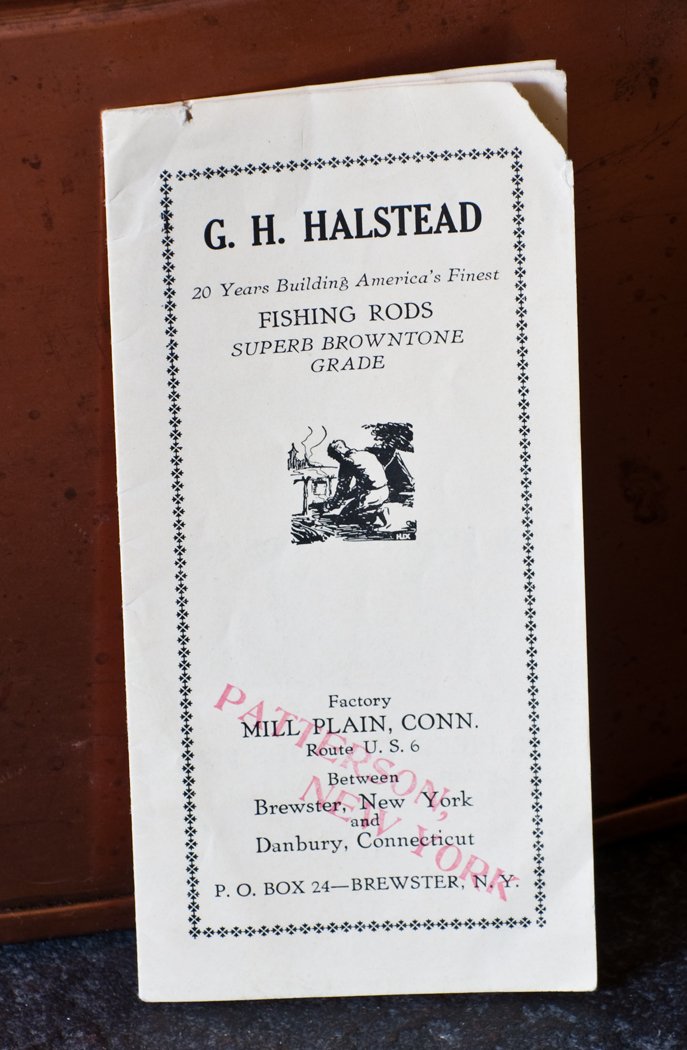 G. H. HALSTEAD
20 Years Building America's Finest
FISHING RODS
SUPERB BROWNTONE
GRADE
NIX
Factory
MILL PLAIN, CONN.
Route U. S. 6
Between
Brewster, New York
and
Danbury, Connecticut
P. O. BOX 24—BREWSTER, N. Y.
PATTERSON,
NEW YORK